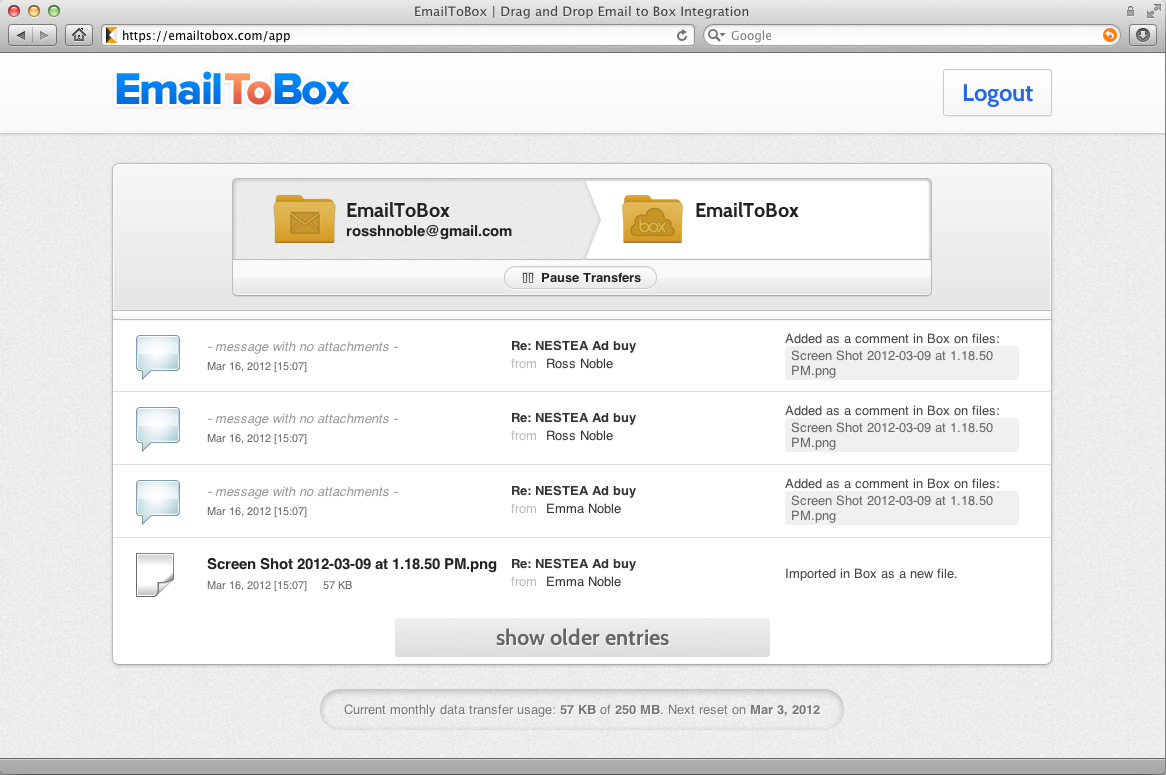 EmailToBox | Drag and Drop Email to Box Integration
https://emailtobox.com/app
Google
EmailToBox
Logout
EmailToBox
rosshnoble@gmail.com
box
EmailToBox
Pause Transfers
- message with no attachments -
Mar 16, 2012 [15:07]
Re: NESTEA Ad buy
from Ross Noble
Added as a comment in Box on files:
Screen Shot 2012-03-09 at 1.18.50
PM.png
- message with no attachments -
Mar 16, 2012 [15:07]
Re: NESTEA Ad buy
from Ross Noble
Added as a comment in Box on files:
Screen Shot 2012-03-09 at 1.18.50
PM.png
- message with no attachments -
Mar 16, 2012 [15:07]
Re: NESTEA Ad buy
from Emma Noble
Added as a comment in Box on files:
Screen Shot 2012-03-09 at 1.18.50
PM.png
Screen Shot 2012-03-09 at 1.18.50 PM.png
Mar 16, 2012 [15:07] 57 KB
Re: NESTEA Ad buy
from Emma Noble
Imported in Box as a new file.
show older entries
Current monthly data transfer usage: 57 KB of 250 MB. Next reset on Mar 3, 2012